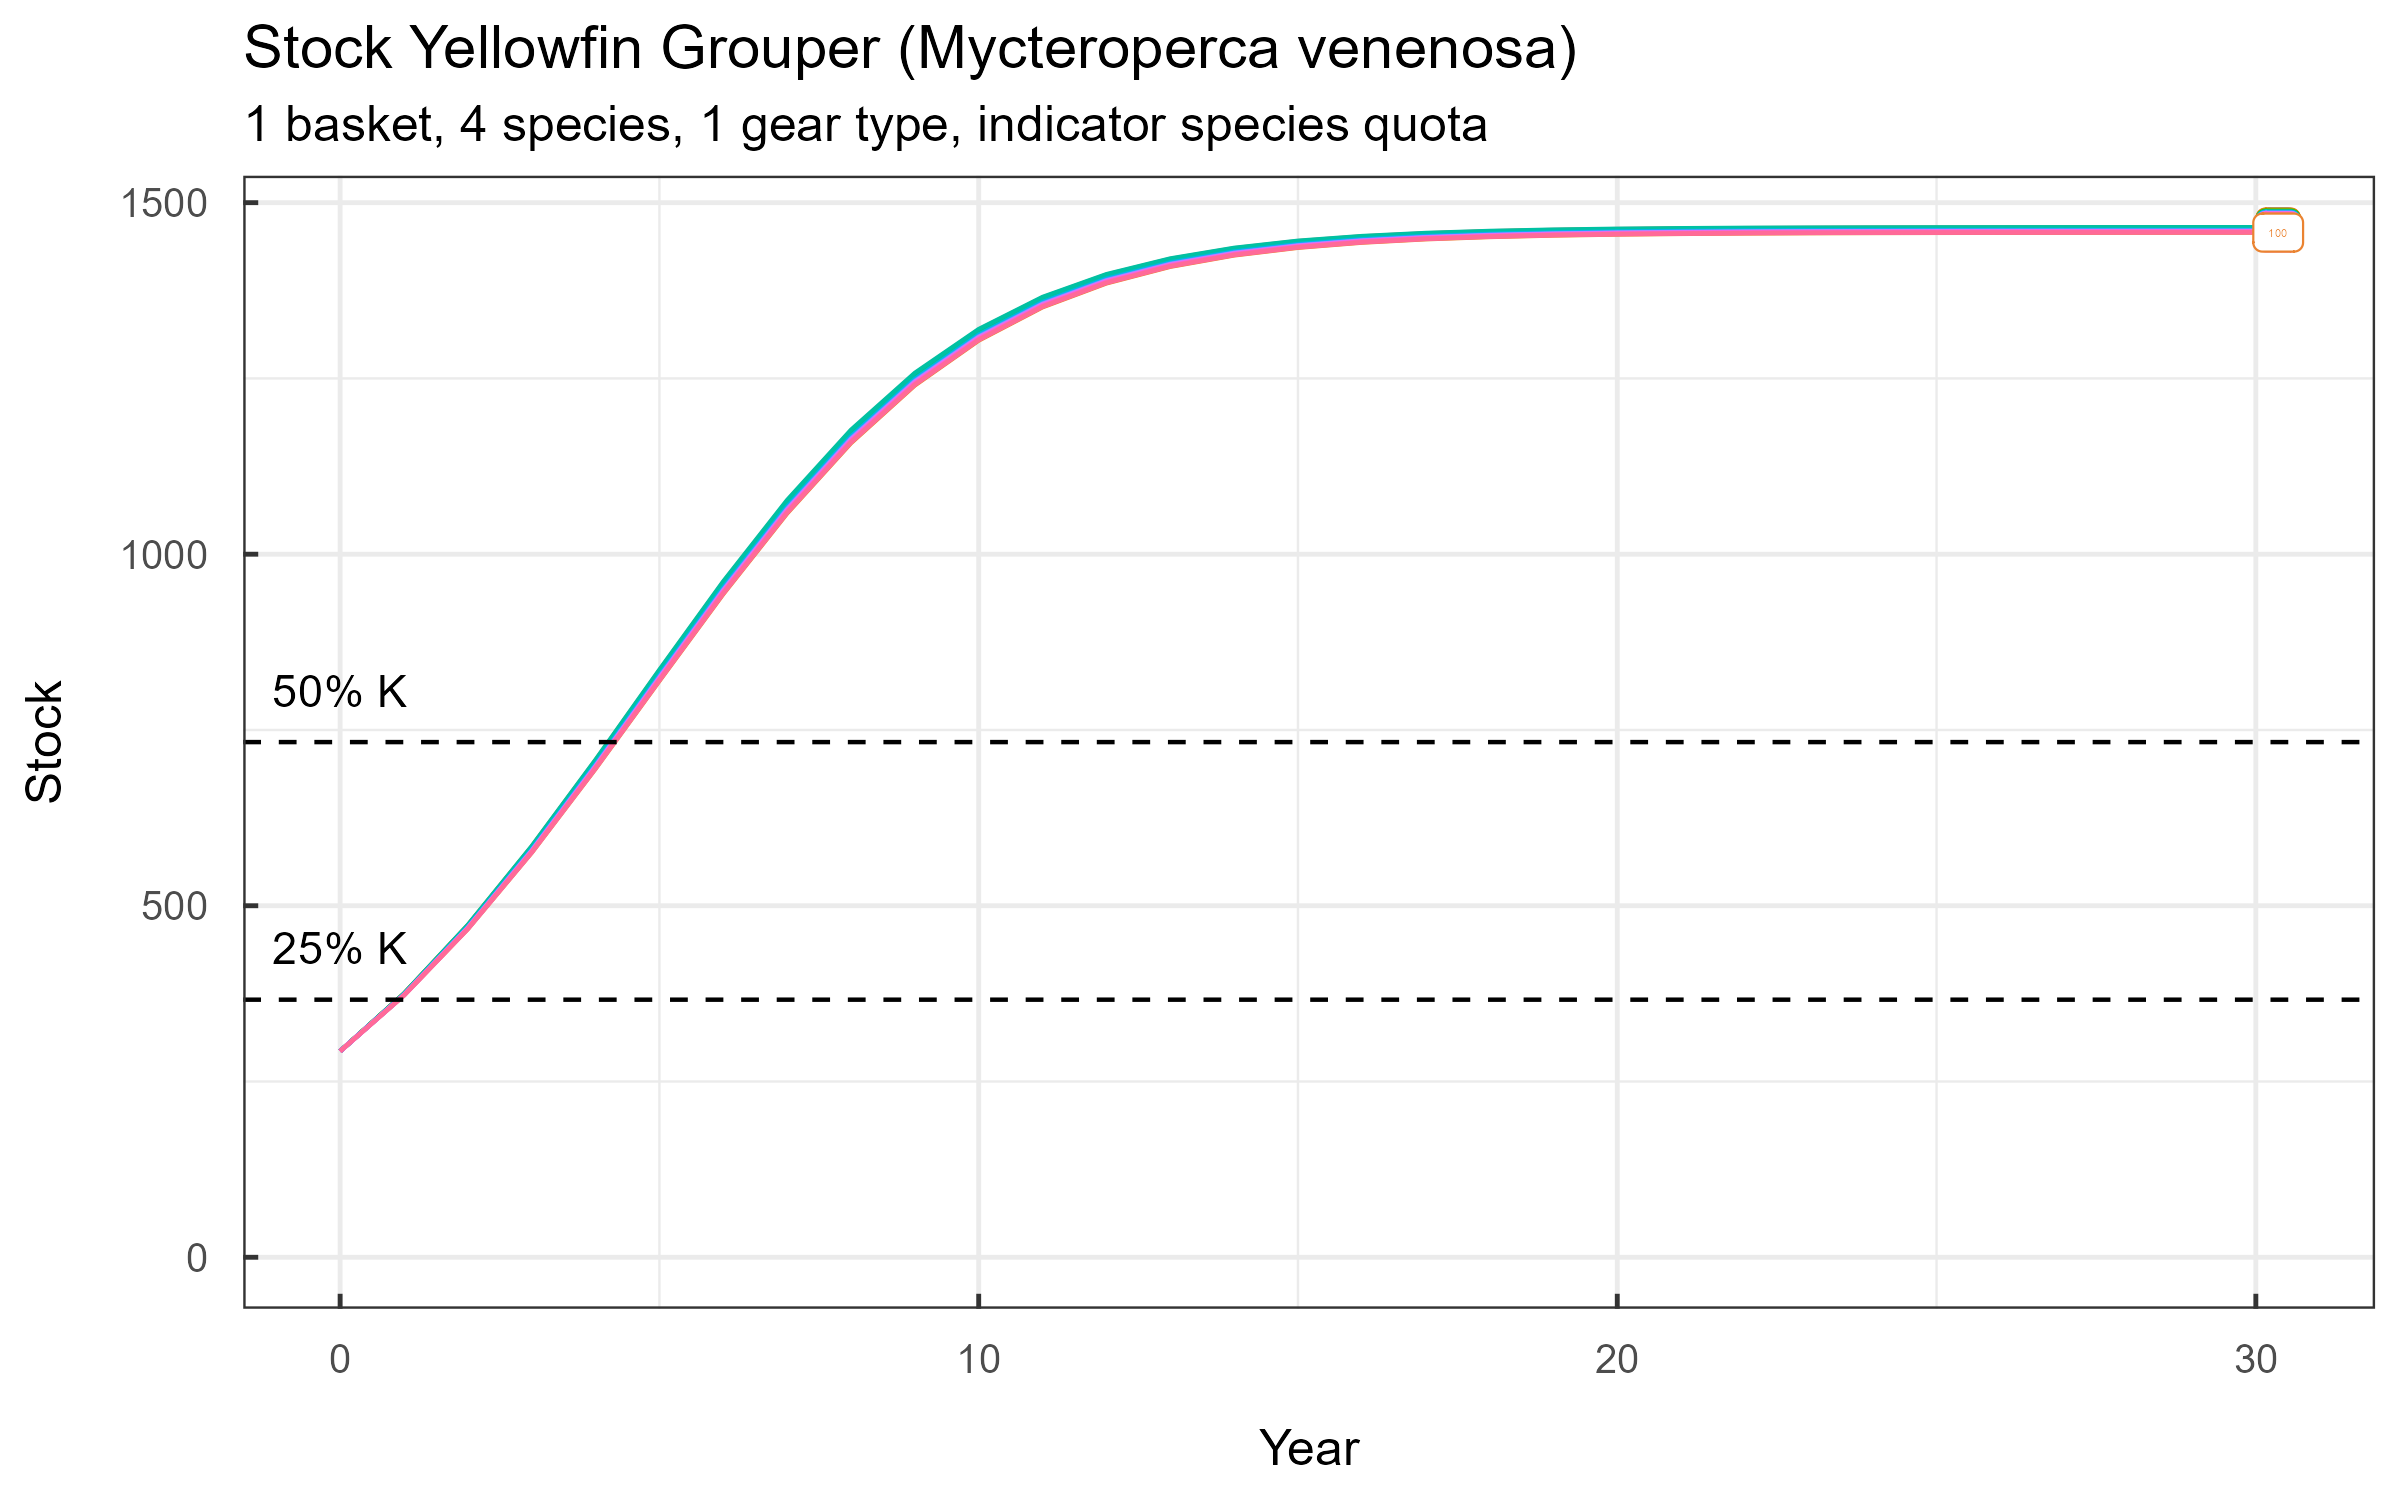 Stock Yellowfin Grouper (Mycteroperca venenosa)
1 basket, 4 species, 1 gear type, indicator species quota
1500
100
1000
50% K
Stock
500
25% K
0
0 10 20 30
Year